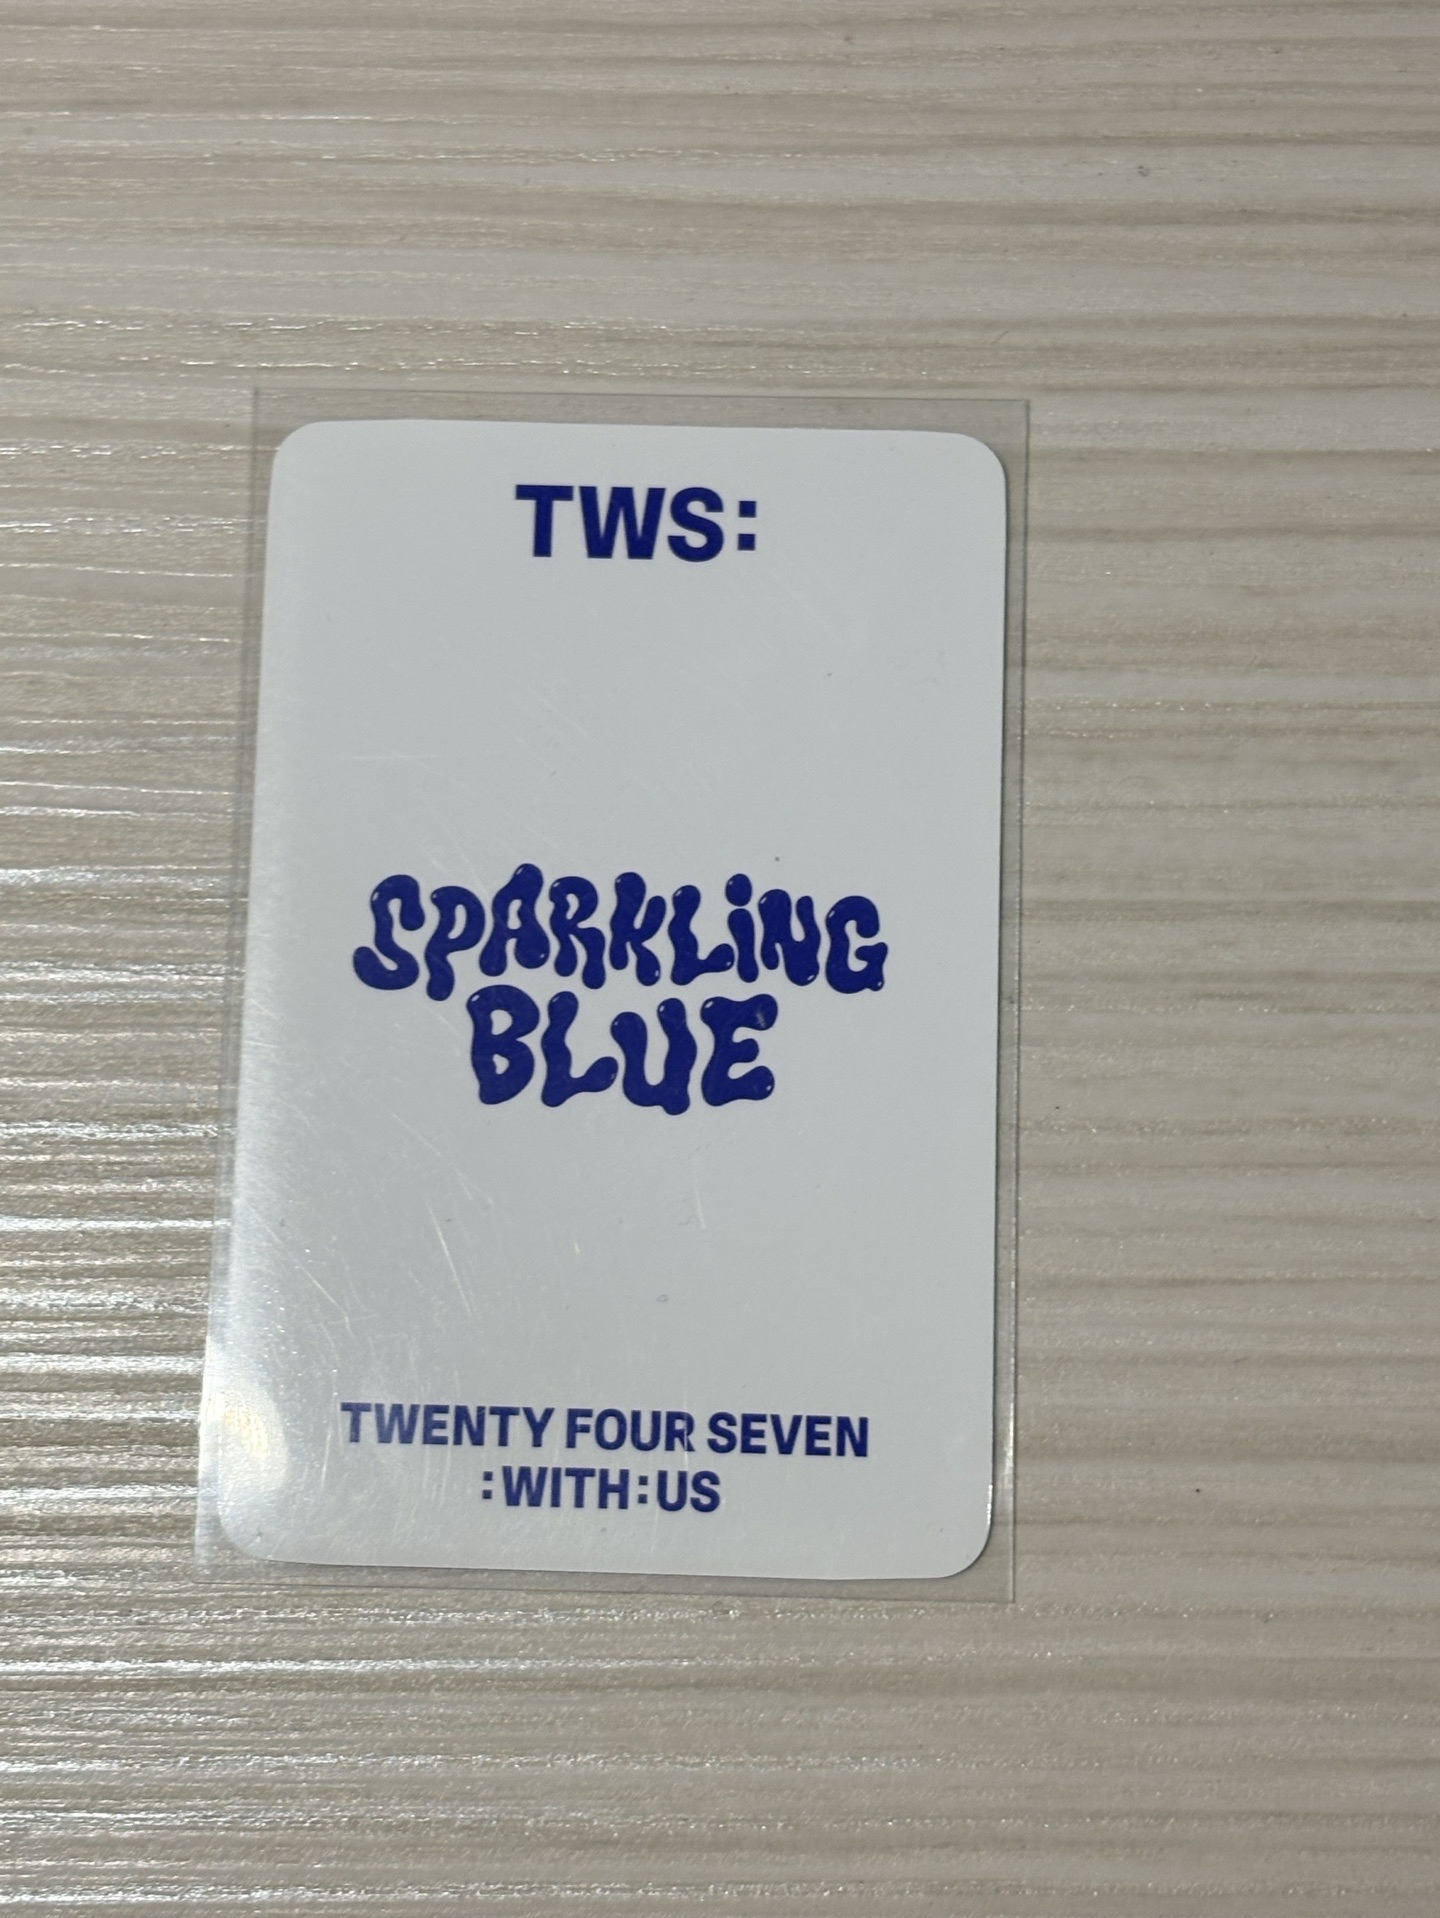 TWS:
SPARKLiNG
BLUE
TWENTY FOUR SEVEN
:WITH:US